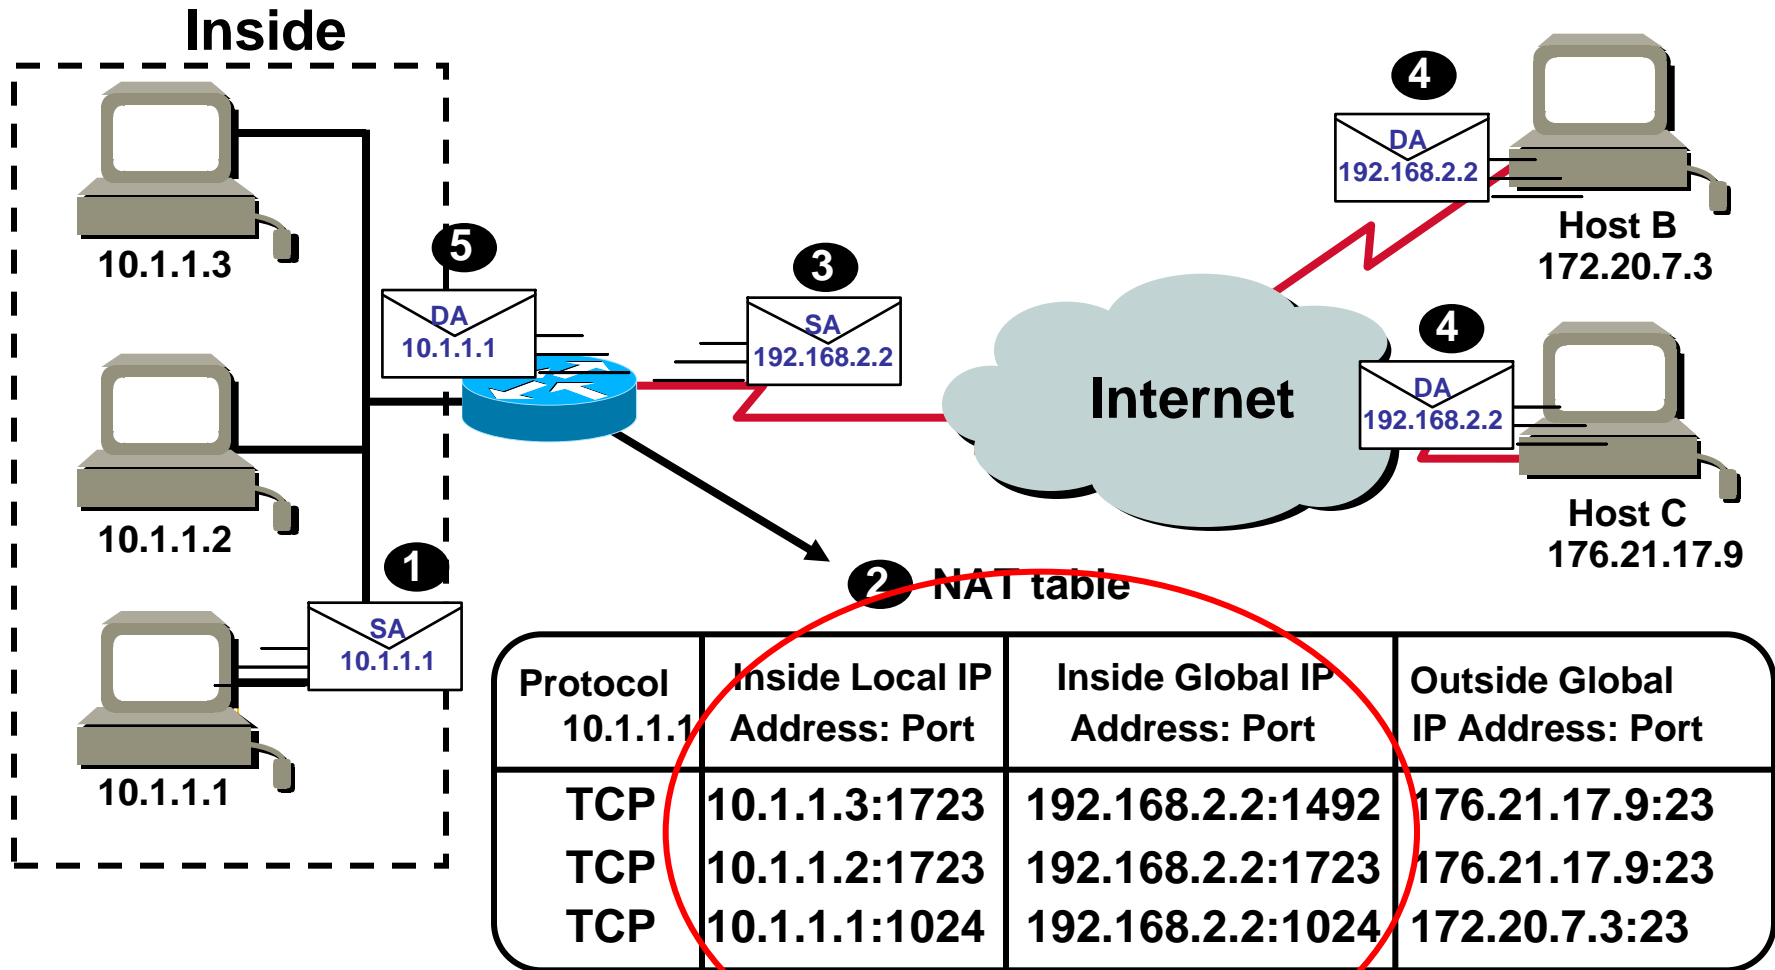 Inside
4
DA
192.168.2.2
Host B
172.20.7.3
10.1.1.3
5
DA
10.1.1.1
3
SA
192.168.2.2
Internet
4
DA
192.168.2.2
Host C
176.21.17.9
10.1.1.2
1
SA
10.1.1.1
10.1.1.1
2 NAT table
Protocol
10.1.1.1
Inside Local IP
Address: Port
Inside Global IP
Address: Port
Outside Global
IP Address: Port
TCP 10.1.1.3:1723 192.168.2.2:1492 176.21.17.9:23
TCP 10.1.1.2:1723 192.168.2.2:1723 176.21.17.9:23
TCP 10.1.1.1:1024 192.168.2.2:1024 172.20.7.3:23